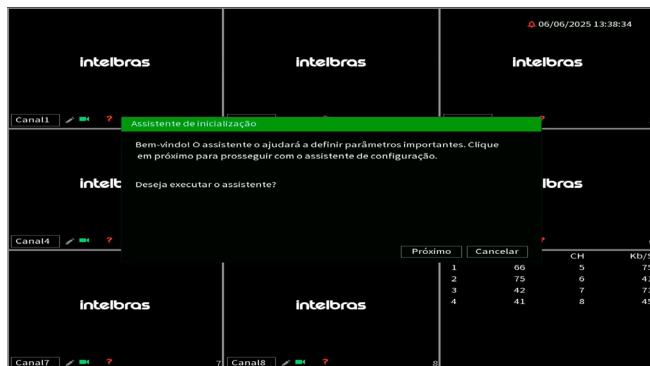 06/06/2025 13:38:34
intelbras
intelbras
intelbras
Canal1
?
?
Assistente de inicialização
Bem-vindo! O assistente o ajudará a definir parâmetros importantes. Clique
em próximo para prosseguir com o assistente de configuração.
Deseja executar o assistente?
Próximo
Cancelar
intelb
lbras
Canal4
?
?
CH
Kb/S
1 66 5
2 75 6
3 42 7
4 41 8
intelbras
intelbras
Canal7
?
7
Canal8
?
8